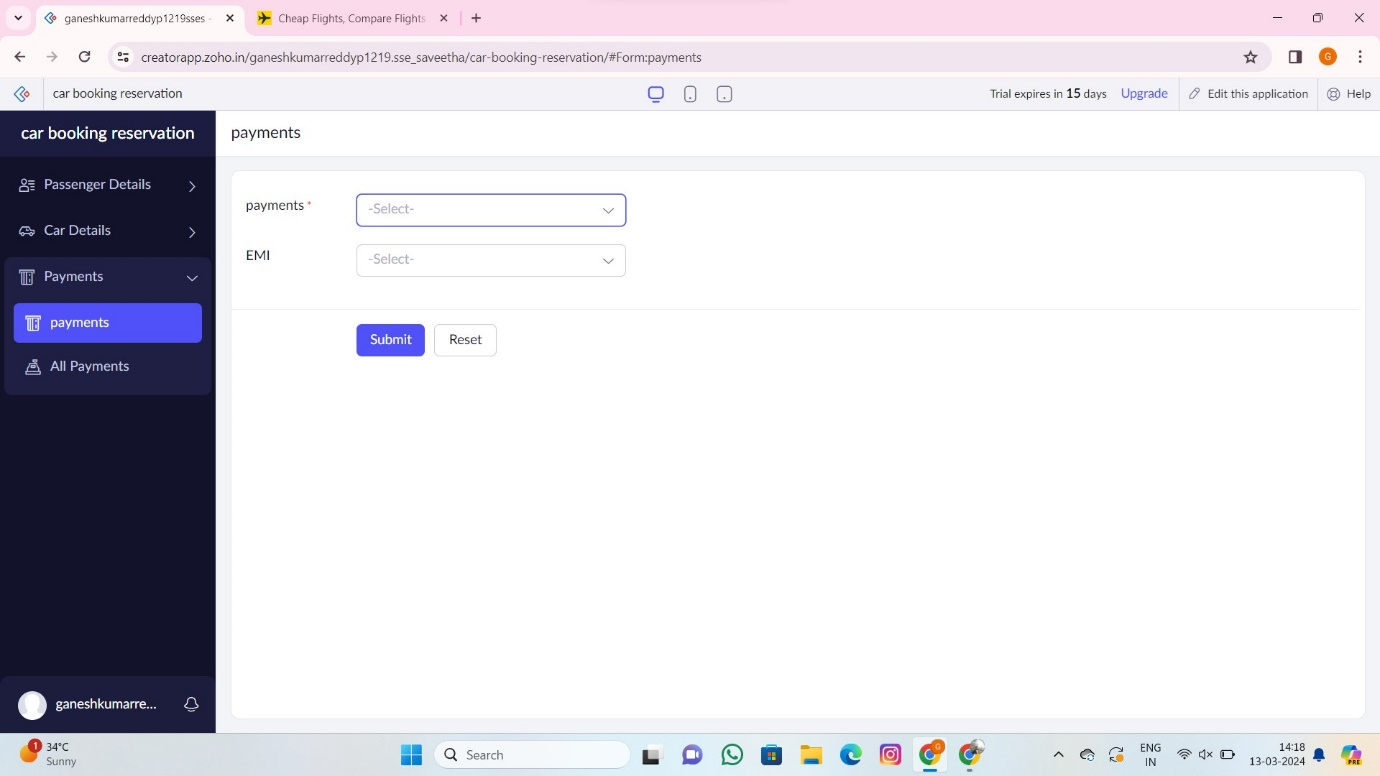 ganeshkumarreddyp1219sses -
Cheap Flights, Compare Flights
creatorapp.zoho.in/ganeshkumarreddyp1219.sse_saveetha/car-booking-reservation/#Form:payments
G
car booking reservation
Trial expires in 15 days
Upgrade
Edit this application
Help
car booking reservation
payments
Passenger Details
Car Details
Payments
payments
All Payments
payments *
-Select-
EMI
-Select-
Submit
Reset
ganeshkumarre...
1
34°C
Sunny
Search
G
ENG
IN
14:18
13-03-2024
PRE